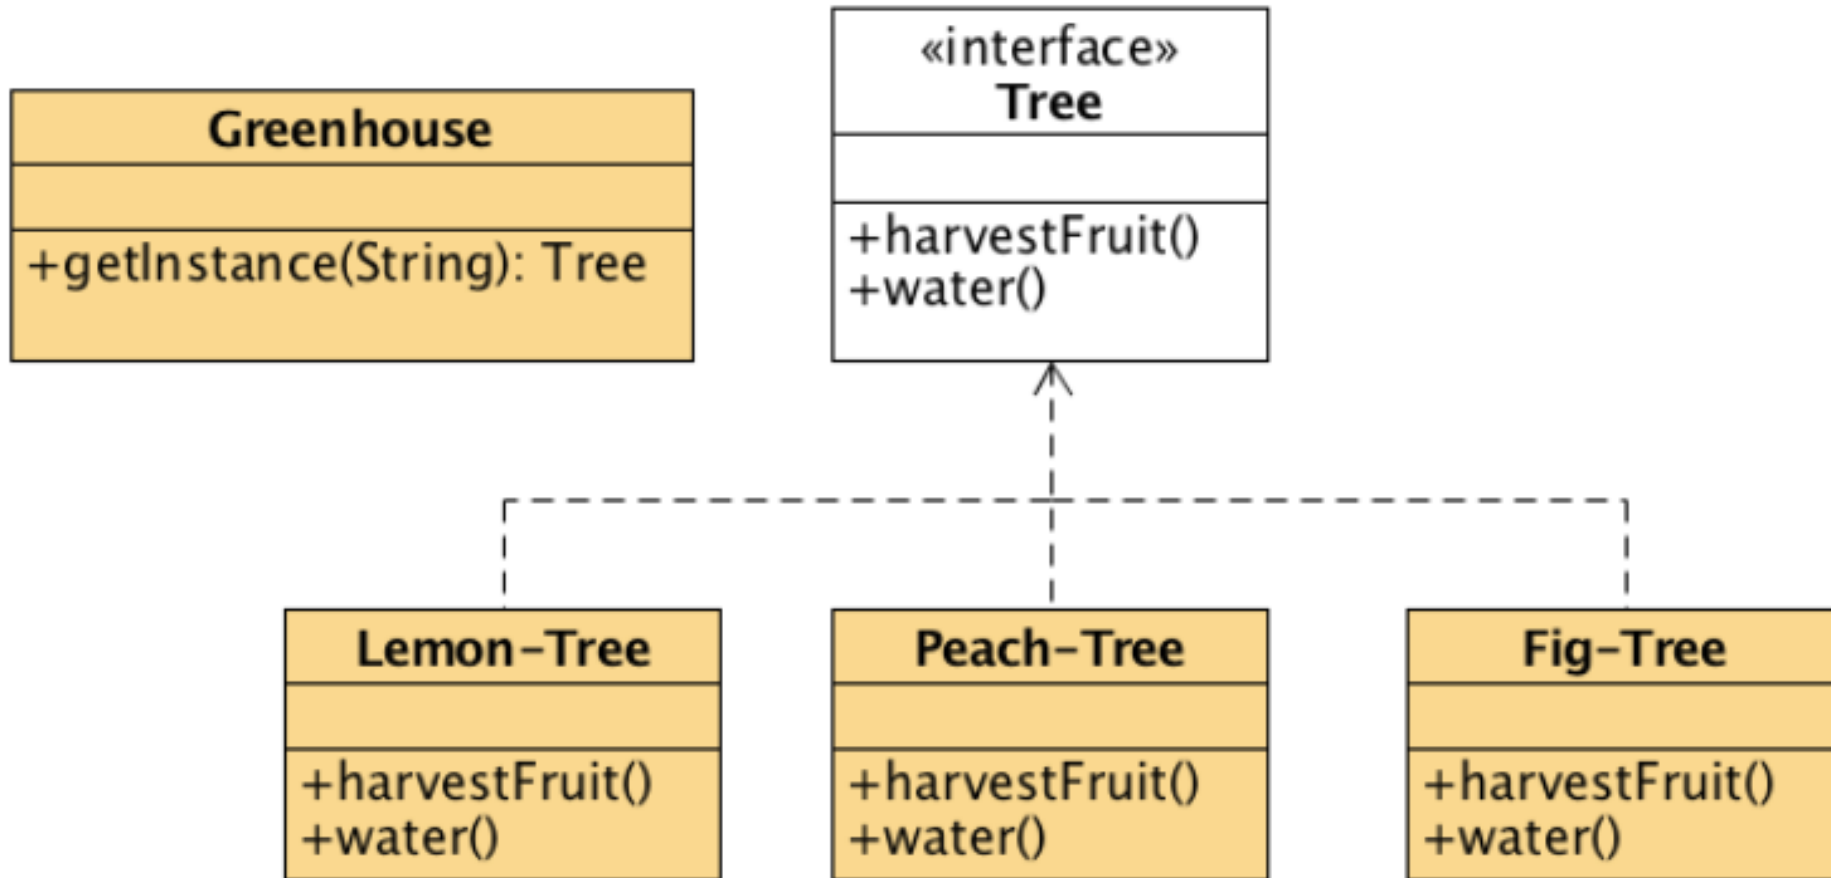 Greenhouse
+getInstance(String): Tree
«interface»
Tree
+harvestFruit()
+water()
Lemon-Tree
+harvestFruit()
+water()
Peach-Tree
+harvestFruit()
+water()
Fig-Tree
+harvestFruit()
+water()